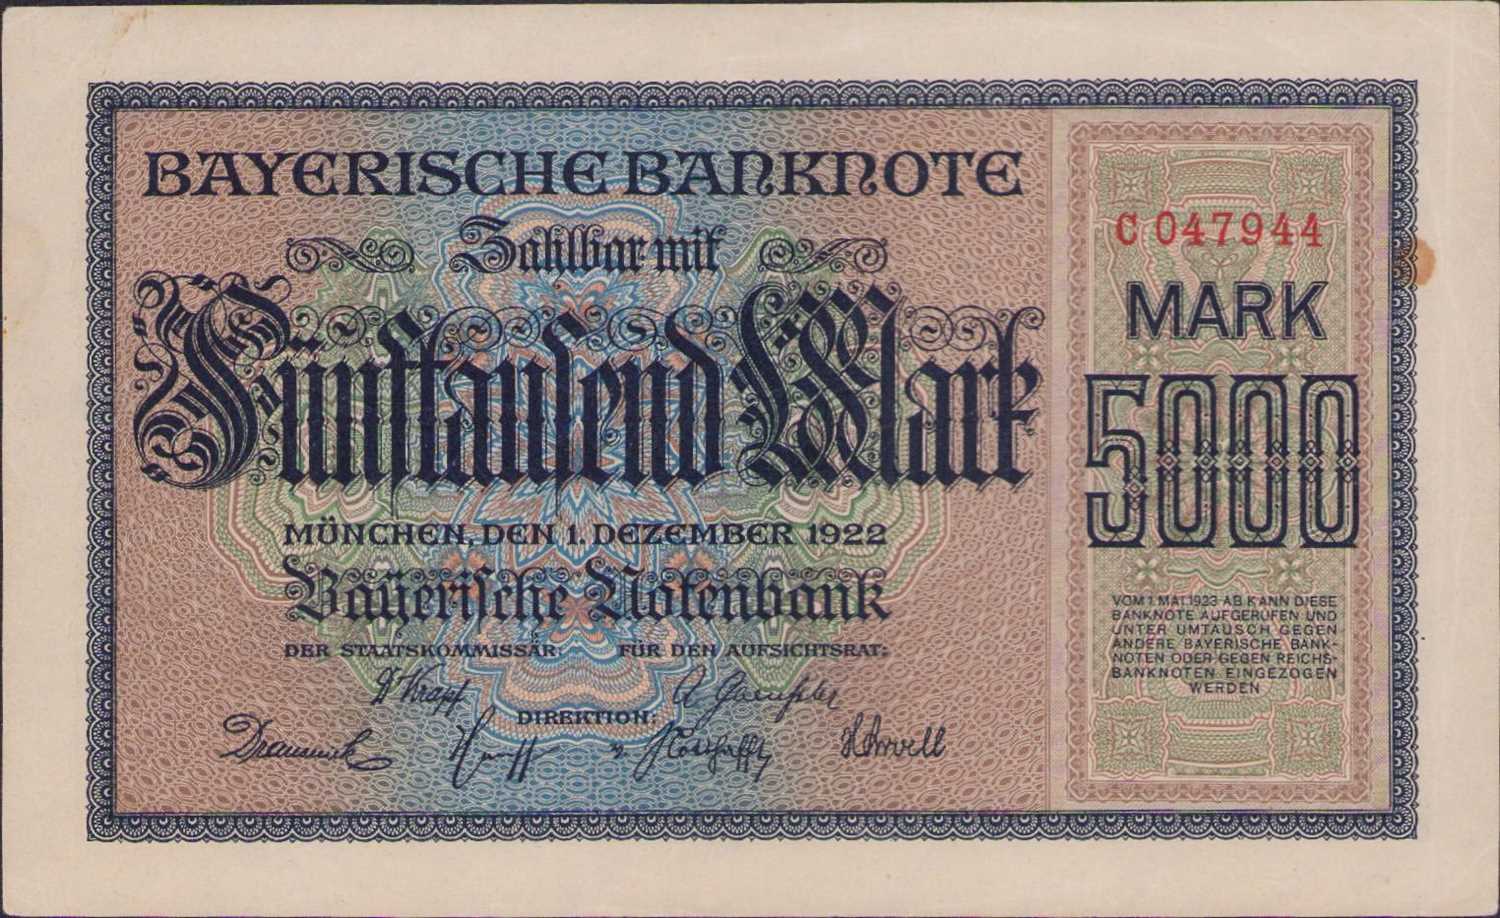 BAYERISCHE BANKNOTE
Zahlbar mit
Fünftausend Mark
MÜNCHEN, DEN 1. DEZEMBER 1922
Bayerische Notenbank
DER STAATSKOMMISSÄR: FÜR DEN AUFSICHTSRAT:
DIREKTION:
C 047944
MARK
5000
VOM 1. MAI 1923 AB KANN DIESE
BANKNOTE AUFGERUFEN UND
UNTER UMTAUSCH GEGEN
ANDERE BAYERISCHE BANK-
NOTEN ODER GEGEN REICHS-
BANKNOTEN EINGEZOGEN
WERDEN